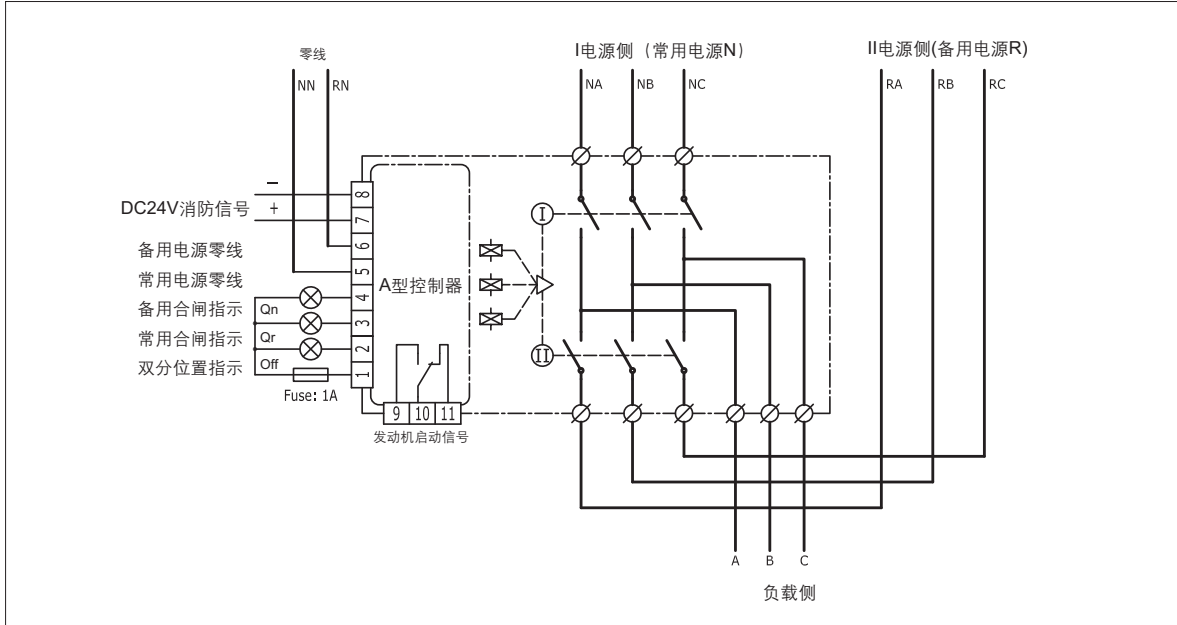 零线
I电源侧（常用电源N）
II电源侧(备用电源R)
NN
RN
NA
NB
NC
RA
RB
RC
DC24V消防信号
−
+
备用电源零线
常用电源零线
备用合闸指示
常用合闸指示
双分位置指示
Qn
Qr
Off
Fuse: 1A
8
7
6
5
4
3
2
1
A型控制器
I
II
9 10 11
发动机启动信号
A
B
C
负载侧